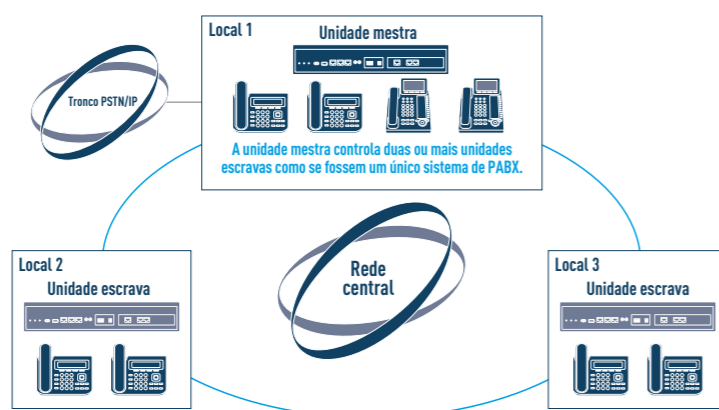 Local 1
Unidade mestra
Tronco PSTN/IP
A unidade mestra controla duas ou mais unidades
escravas como se fossem um único sistema de PABX.
Rede
central
Local 2
Unidade escrava
Local 3
Unidade escrava